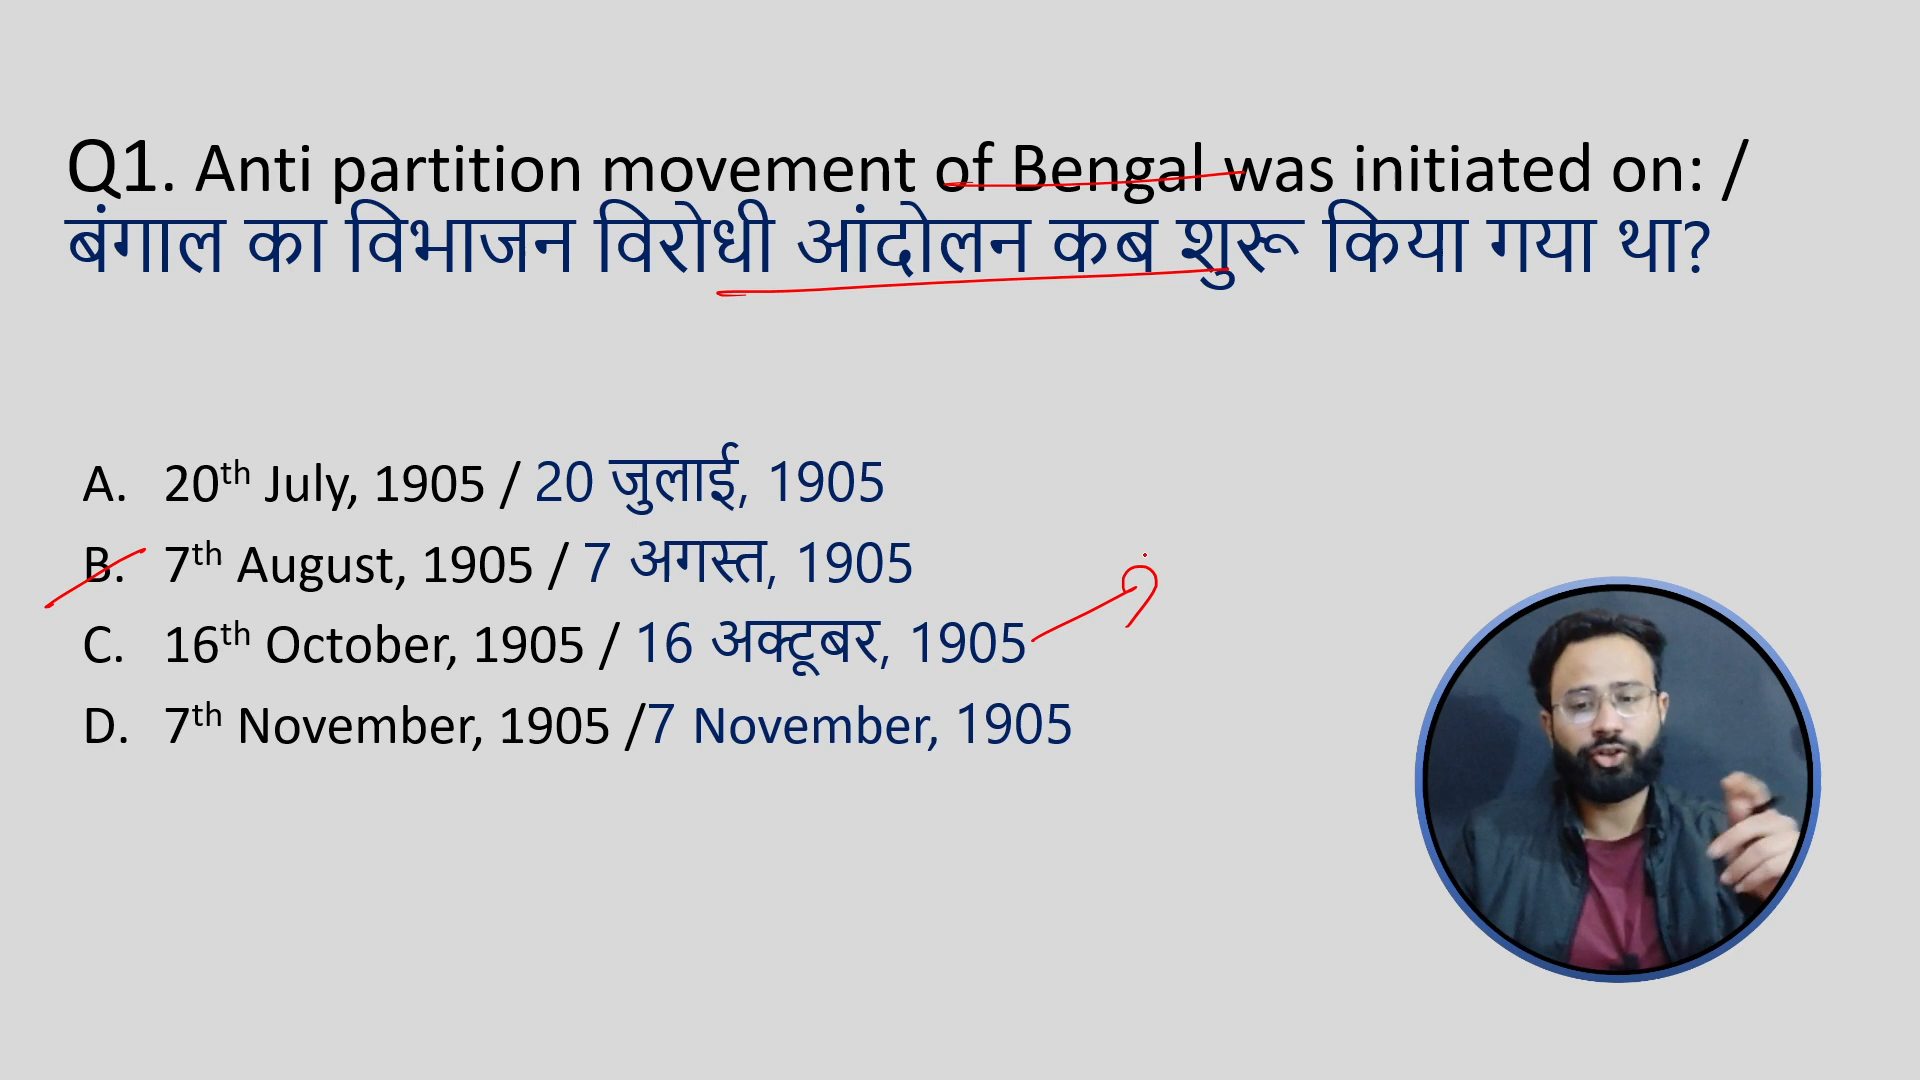 Q1. Anti partition movement of Bengal was initiated on: /
बंगाल का विभाजन विरोधी आंदोलन कब शुरू किया गया था?
A. 20th July, 1905 / 20 जुलाई, 1905
B. 7th August, 1905 / 7 अगस्त, 1905
C. 16th October, 1905 / 16 अक्टूबर, 1905
D. 7th November, 1905 /7 November, 1905